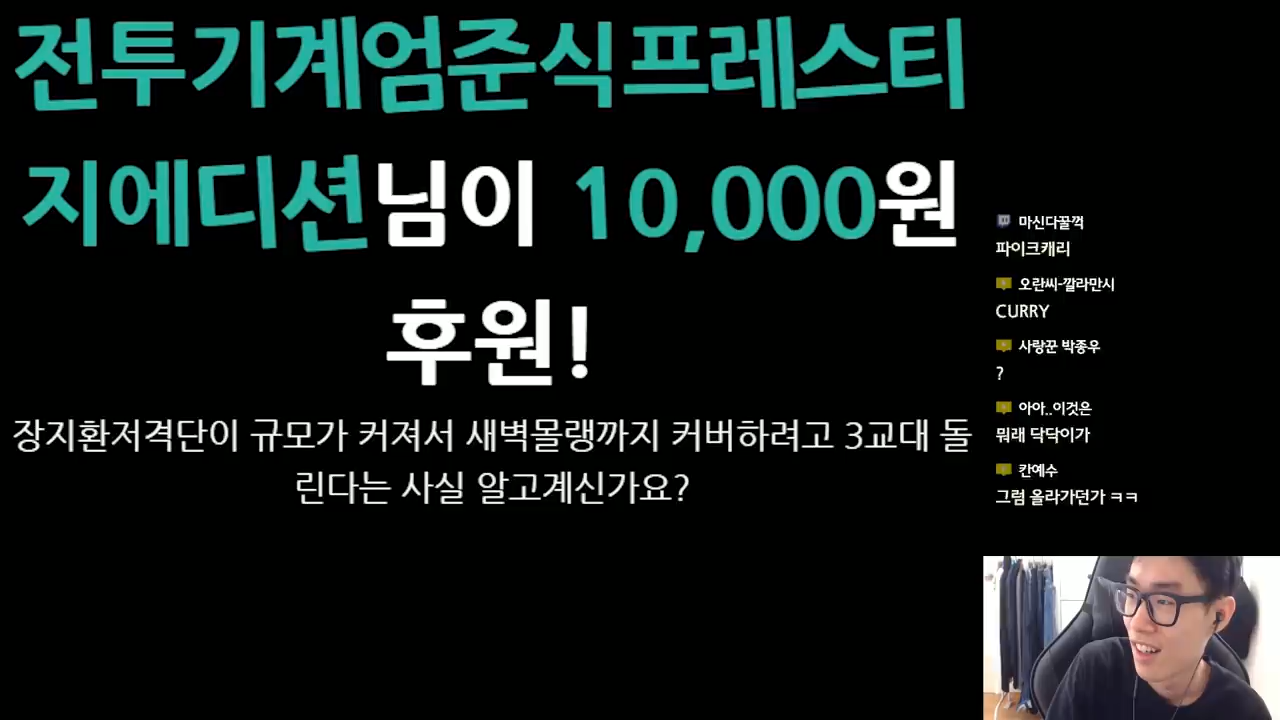 전투기계엄준식프레스티
지에디션님이 10,000원
후원!
장지환저격단이 규모가 커져서 새벽몰랭까지 커버하려고 3교대 돌
린다는 사실 알고계신가요?
마신다꿀꺽
파이크캐리
오란씨-깔라만시
CURRY
사랑꾼 박종우
?
아아..이것은
뭐래 닥닥이가
칸예수
그럼 올라가던가 ㅋㅋ